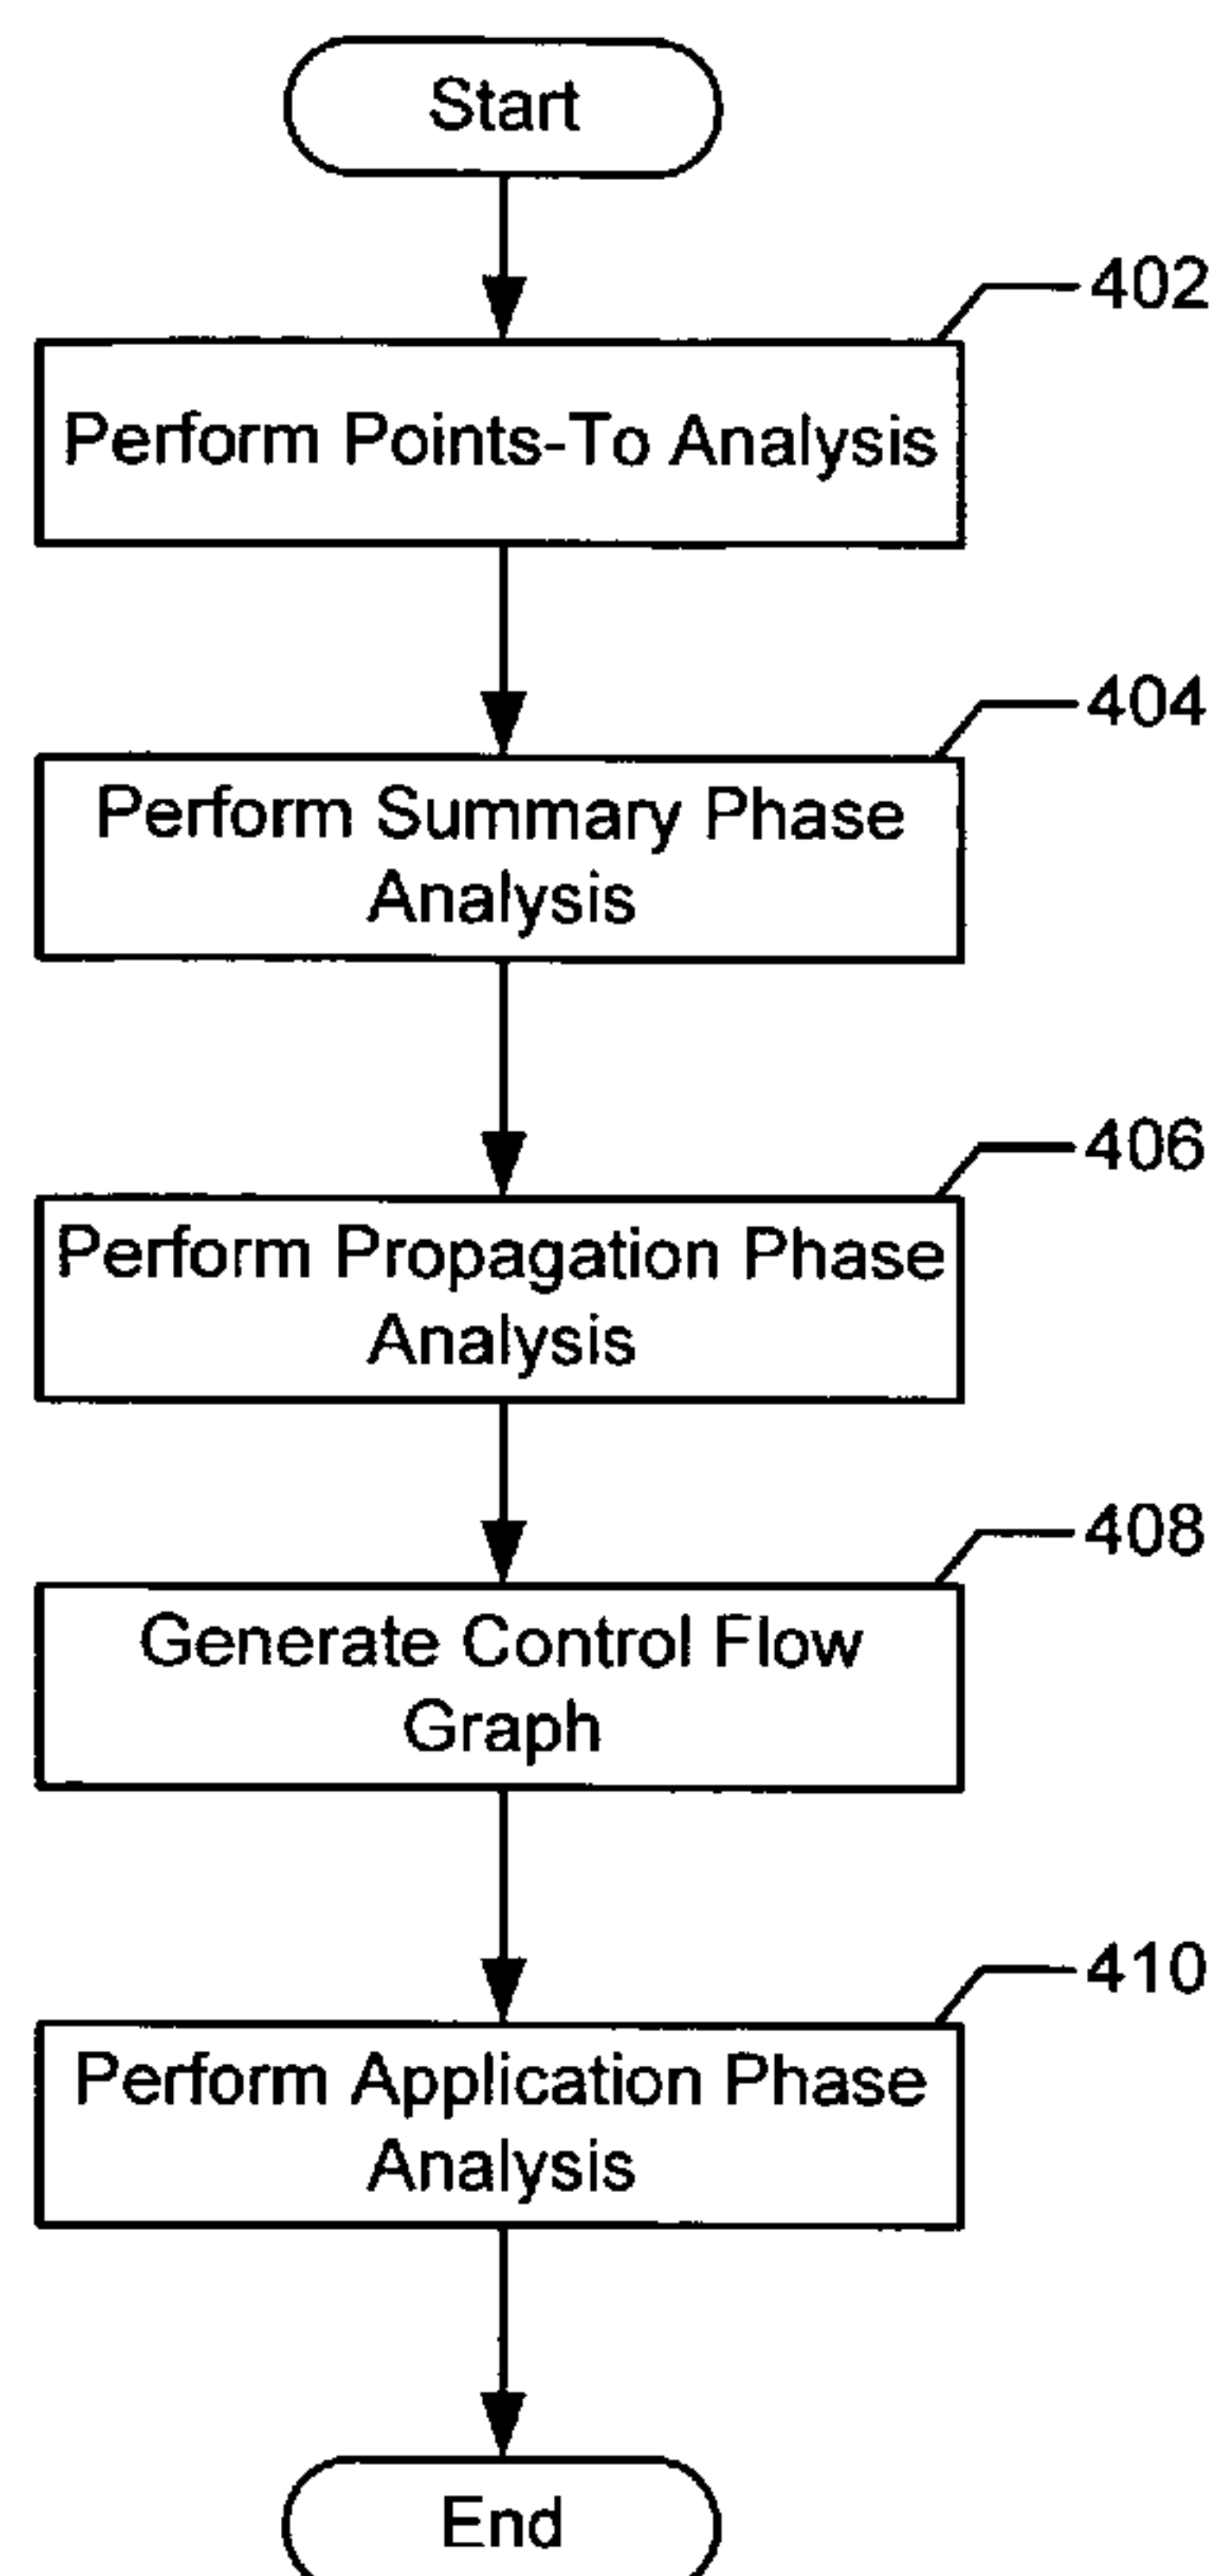 Start
402
Perform Points-To Analysis
404
Perform Summary Phase
Analysis
406
Perform Propagation Phase
Analysis
408
Generate Control Flow
Graph
410
Perform Application Phase
Analysis
End